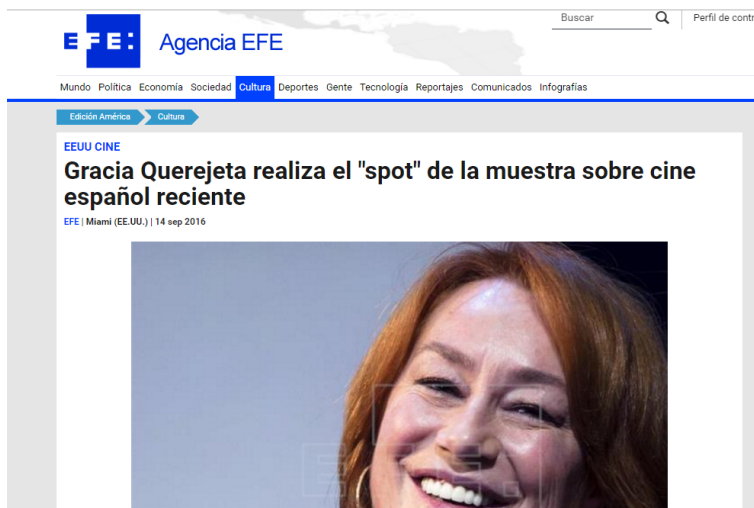 Buscar
Perfil de contr
EFE:
Agencia EFE
Mundo Política Economía Sociedad Cultura Deportes Gente Tecnología Reportajes Comunicados Infografías
Edición América
Cultura
EEUU CINE
Gracia Querejeta realiza el "spot" de la muestra sobre cine
español reciente
EFE | Miami (EE.UU.) | 14 sep 2016